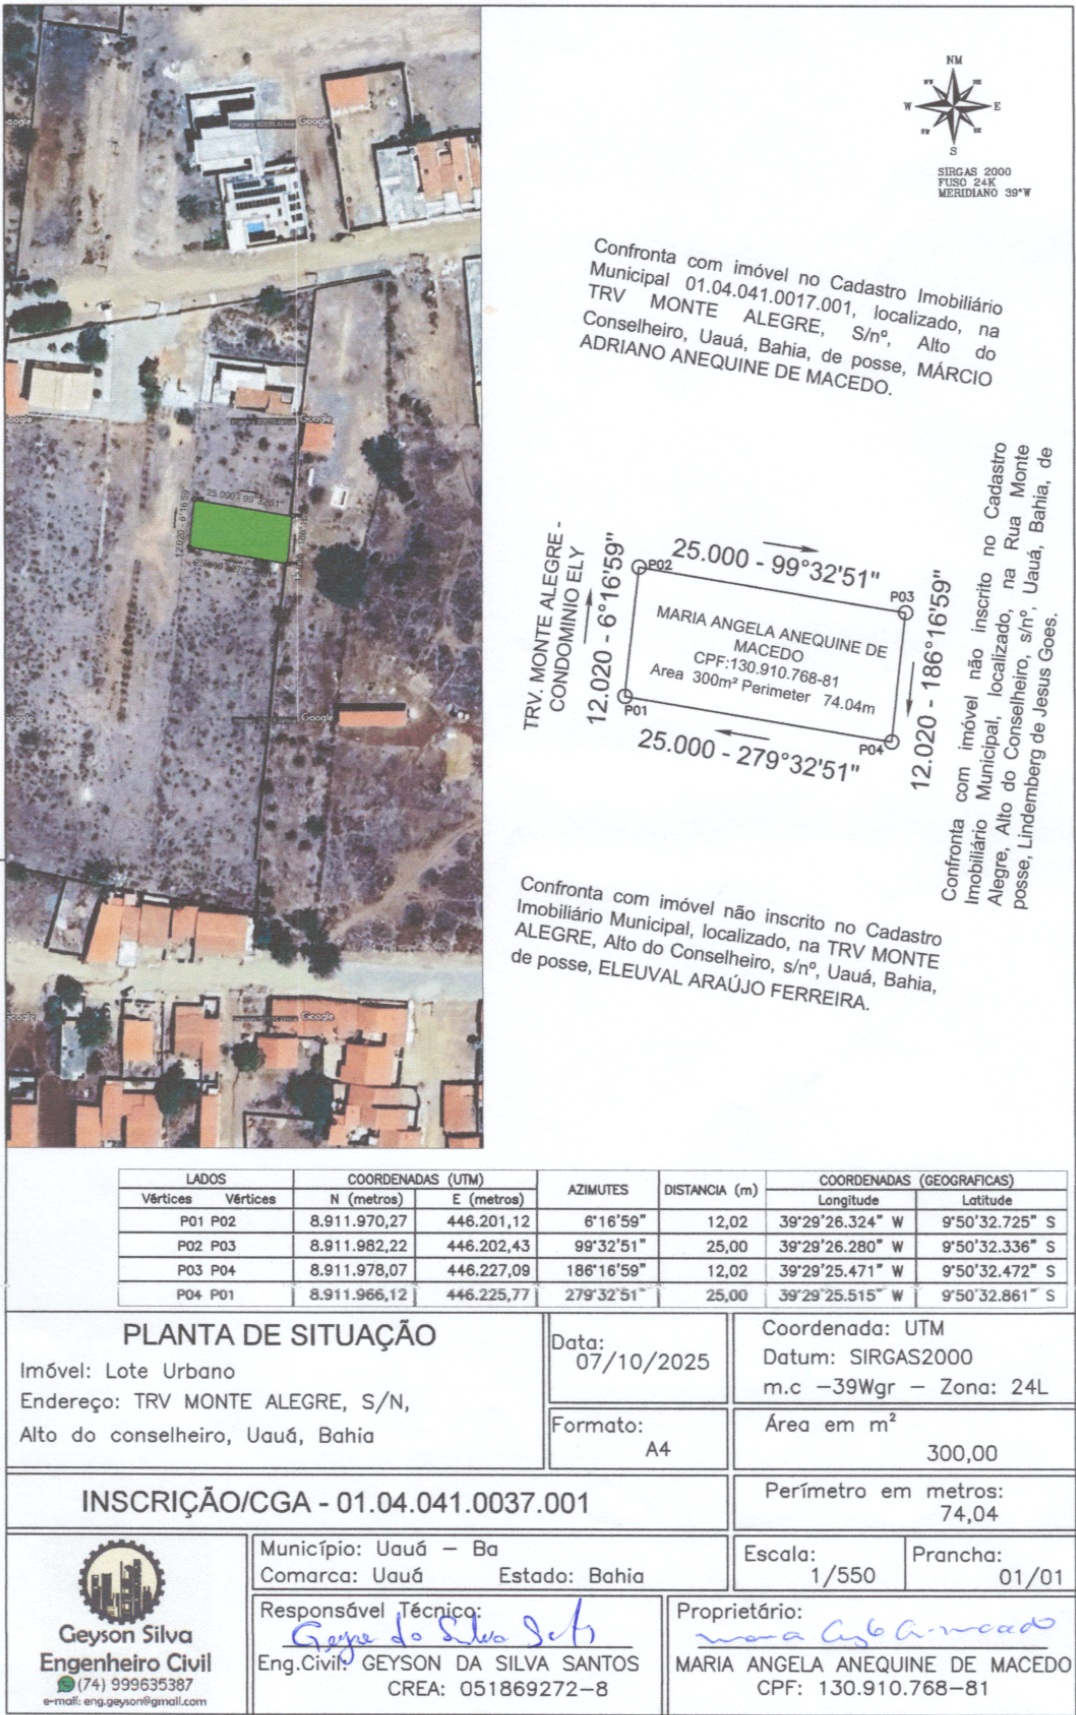 NM
W E
S
SIRGAS 2000
FUSO 24K
MERIDIANO 39°W
Google
Google
Google
Google
25.000 - 99°32'51"
12.020 - 6°16'59"
Confronta com imóvel no Cadastro Imobiliário
Municipal 01.04.041.0017.001, localizado, na
TRV MONTE ALEGRE, S/nº, Alto do
Conselheiro, Uauá, Bahia, de posse, MÁRCIO
ADRIANO ANEQUINE DE MACEDO.
TRV. MONTE ALEGRE -
CONDOMINIO ELY
12.020 - 6°16'59"
25.000 - 99°32'51"
P02
P03
MARIA ANGELA ANEQUINE DE
MACEDO
CPF:130.910.768-81
Area 300m² Perimeter 74.04m
P01
P04
25.000 - 279°32'51"
12.020 - 186°16'59"
Confronta com imóvel não inscrito no Cadastro
Imobiliário Municipal, localizado, na Rua Monte
Alegre, Alto do Conselheiro, s/nº, Uauá, Bahia, de
posse, Lindemberg de Jesus Goes.
Confronta com imóvel não inscrito no Cadastro
Imobiliário Municipal, localizado, na TRV MONTE
ALEGRE, Alto do Conselheiro, s/nº, Uauá, Bahia,
de posse, ELEUVAL ARAÚJO FERREIRA.
LADOS COORDENADAS (UTM) AZIMUTES DISTANCIA (m) COORDENADAS (GEOGRAFICAS)
Vértices Vértices N (metros) E (metros) Longitude Latitude
P01 P02 8.911.970,27 446.201,12 6°16'59" 12,02 39°29'26.324" W 9°50'32.725" S
P02 P03 8.911.982,22 446.202,43 99°32'51" 25,00 39°29'26.280" W 9°50'32.336" S
P03 P04 8.911.978,07 446.227,09 186°16'59" 12,02 39°29'25.471" W 9°50'32.472" S
P04 P01 8.911.966,12 446.225,77 279°32'51" 25,00 39°29'25.515" W 9°50'32.861" S
PLANTA DE SITUAÇÃO
Imóvel: Lote Urbano
Endereço: TRV MONTE ALEGRE, S/N,
Alto do conselheiro, Uauá, Bahia
Data:
07/10/2025
Formato:
A4
Coordenada: UTM
Datum: SIRGAS2000
m.c -39Wgr - Zona: 24L
Área em m²
300,00
INSCRIÇÃO/CGA - 01.04.041.0037.001
Perímetro em metros:
74,04
Geyson Silva
Engenheiro Civil
(74) 999635387
e-mail: eng.geyson@gmail.com
Município: Uauá - Ba
Comarca: Uauá Estado: Bahia
Escala:
1/550
Prancha:
01/01
Responsável Técnico:
Eng.Civil: GEYSON DA SILVA SANTOS
CREA: 051869272-8
Proprietário:
MARIA ANGELA ANEQUINE DE MACEDO
CPF: 130.910.768-81